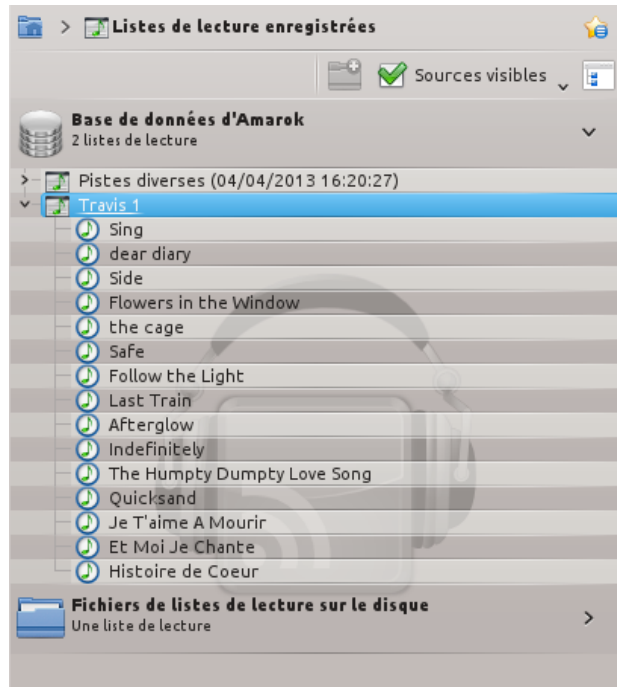 > Listes de lecture enregistrées
Sources visibles
Base de données d'Amarok
2 listes de lecture
Pistes diverses (04/04/2013 16:20:27)
Travis 1
Sing
dear diary
Side
Flowers in the Window
the cage
Safe
Follow the Light
Last Train
Afterglow
Indefinitely
The Humpty Dumpty Love Song
Quicksand
Je T'aime A Mourir
Et Moi Je Chante
Histoire de Coeur
Fichiers de listes de lecture sur le disque
Une liste de lecture